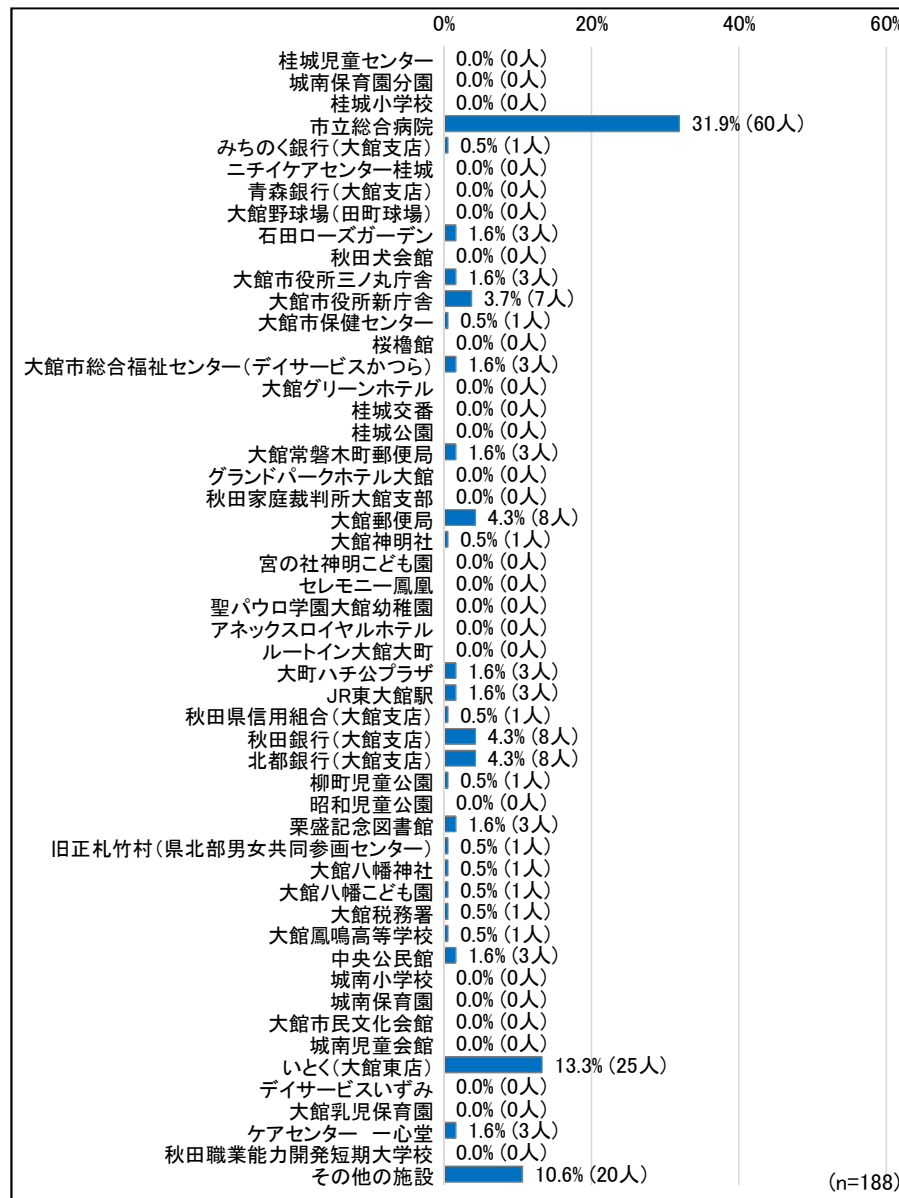 0% 20% 40% 60%
桂城児童センター 0.0% (0人)
城南保育園分園 0.0% (0人)
桂城小学校 0.0% (0人)
市立総合病院 31.9% (60人)
みちのく銀行(大館支店) 0.5% (1人)
ニチイケアセンター桂城 0.0% (0人)
青森銀行(大館支店) 0.0% (0人)
大館野球場(田町球場) 0.0% (0人)
石田ローズガーデン 1.6% (3人)
秋田犬会館 0.0% (0人)
大館市役所三ノ丸庁舎 1.6% (3人)
大館市役所新庁舎 3.7% (7人)
大館市保健センター 0.5% (1人)
桜櫓館 0.0% (0人)
大館市総合福祉センター(デイサービスかつら) 1.6% (3人)
大館グリーンホテル 0.0% (0人)
桂城交番 0.0% (0人)
桂城公園 0.0% (0人)
大館常磐木町郵便局 1.6% (3人)
グランドパークホテル大館 0.0% (0人)
秋田家庭裁判所大館支部 0.0% (0人)
大館郵便局 4.3% (8人)
大館神明社 0.5% (1人)
宮の社神明こども園 0.0% (0人)
セレモニー鳳凰 0.0% (0人)
聖パウロ学園大館幼稚園 0.0% (0人)
アネックスロイヤルホテル 0.0% (0人)
ルートイン大館大町 0.0% (0人)
大町ハチ公プラザ 1.6% (3人)
JR東大館駅 1.6% (3人)
秋田県信用組合(大館支店) 0.5% (1人)
秋田銀行(大館支店) 4.3% (8人)
北都銀行(大館支店) 4.3% (8人)
柳町児童公園 0.5% (1人)
昭和児童公園 0.0% (0人)
栗盛記念図書館 1.6% (3人)
旧正札竹村(県北部男女共同参画センター) 0.5% (1人)
大館八幡神社 0.5% (1人)
大館八幡こども園 0.5% (1人)
大館税務署 0.5% (1人)
大館鳳鳴高等学校 0.5% (1人)
中央公民館 1.6% (3人)
城南小学校 0.0% (0人)
城南保育園 0.0% (0人)
大館市民文化会館 0.0% (0人)
城南児童会館 0.0% (0人)
いとく(大館東店) 13.3% (25人)
デイサービスいずみ 0.0% (0人)
大館乳児保育園 0.0% (0人)
ケアセンター 一心堂 1.6% (3人)
秋田職業能力開発短期大学校 0.0% (0人)
その他の施設 10.6% (20人)
(n=188)